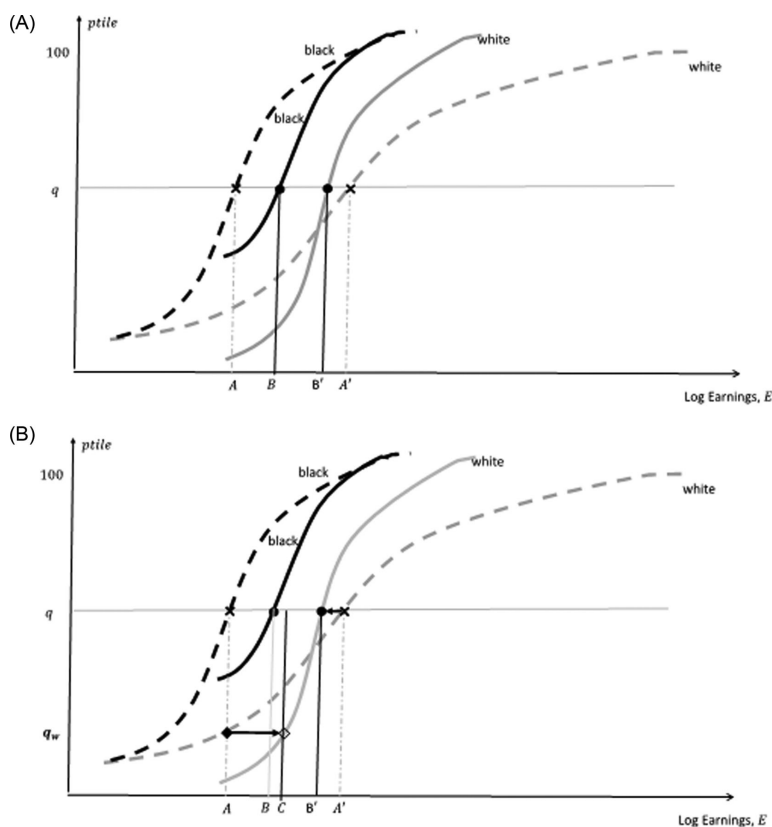 (A)
ptile
100
black
white
white
black
q
A B B' A'
Log Earnings, E
(B)
ptile
100
black
white
white
black
q
q_w
A B C B' A'
Log Earnings, E